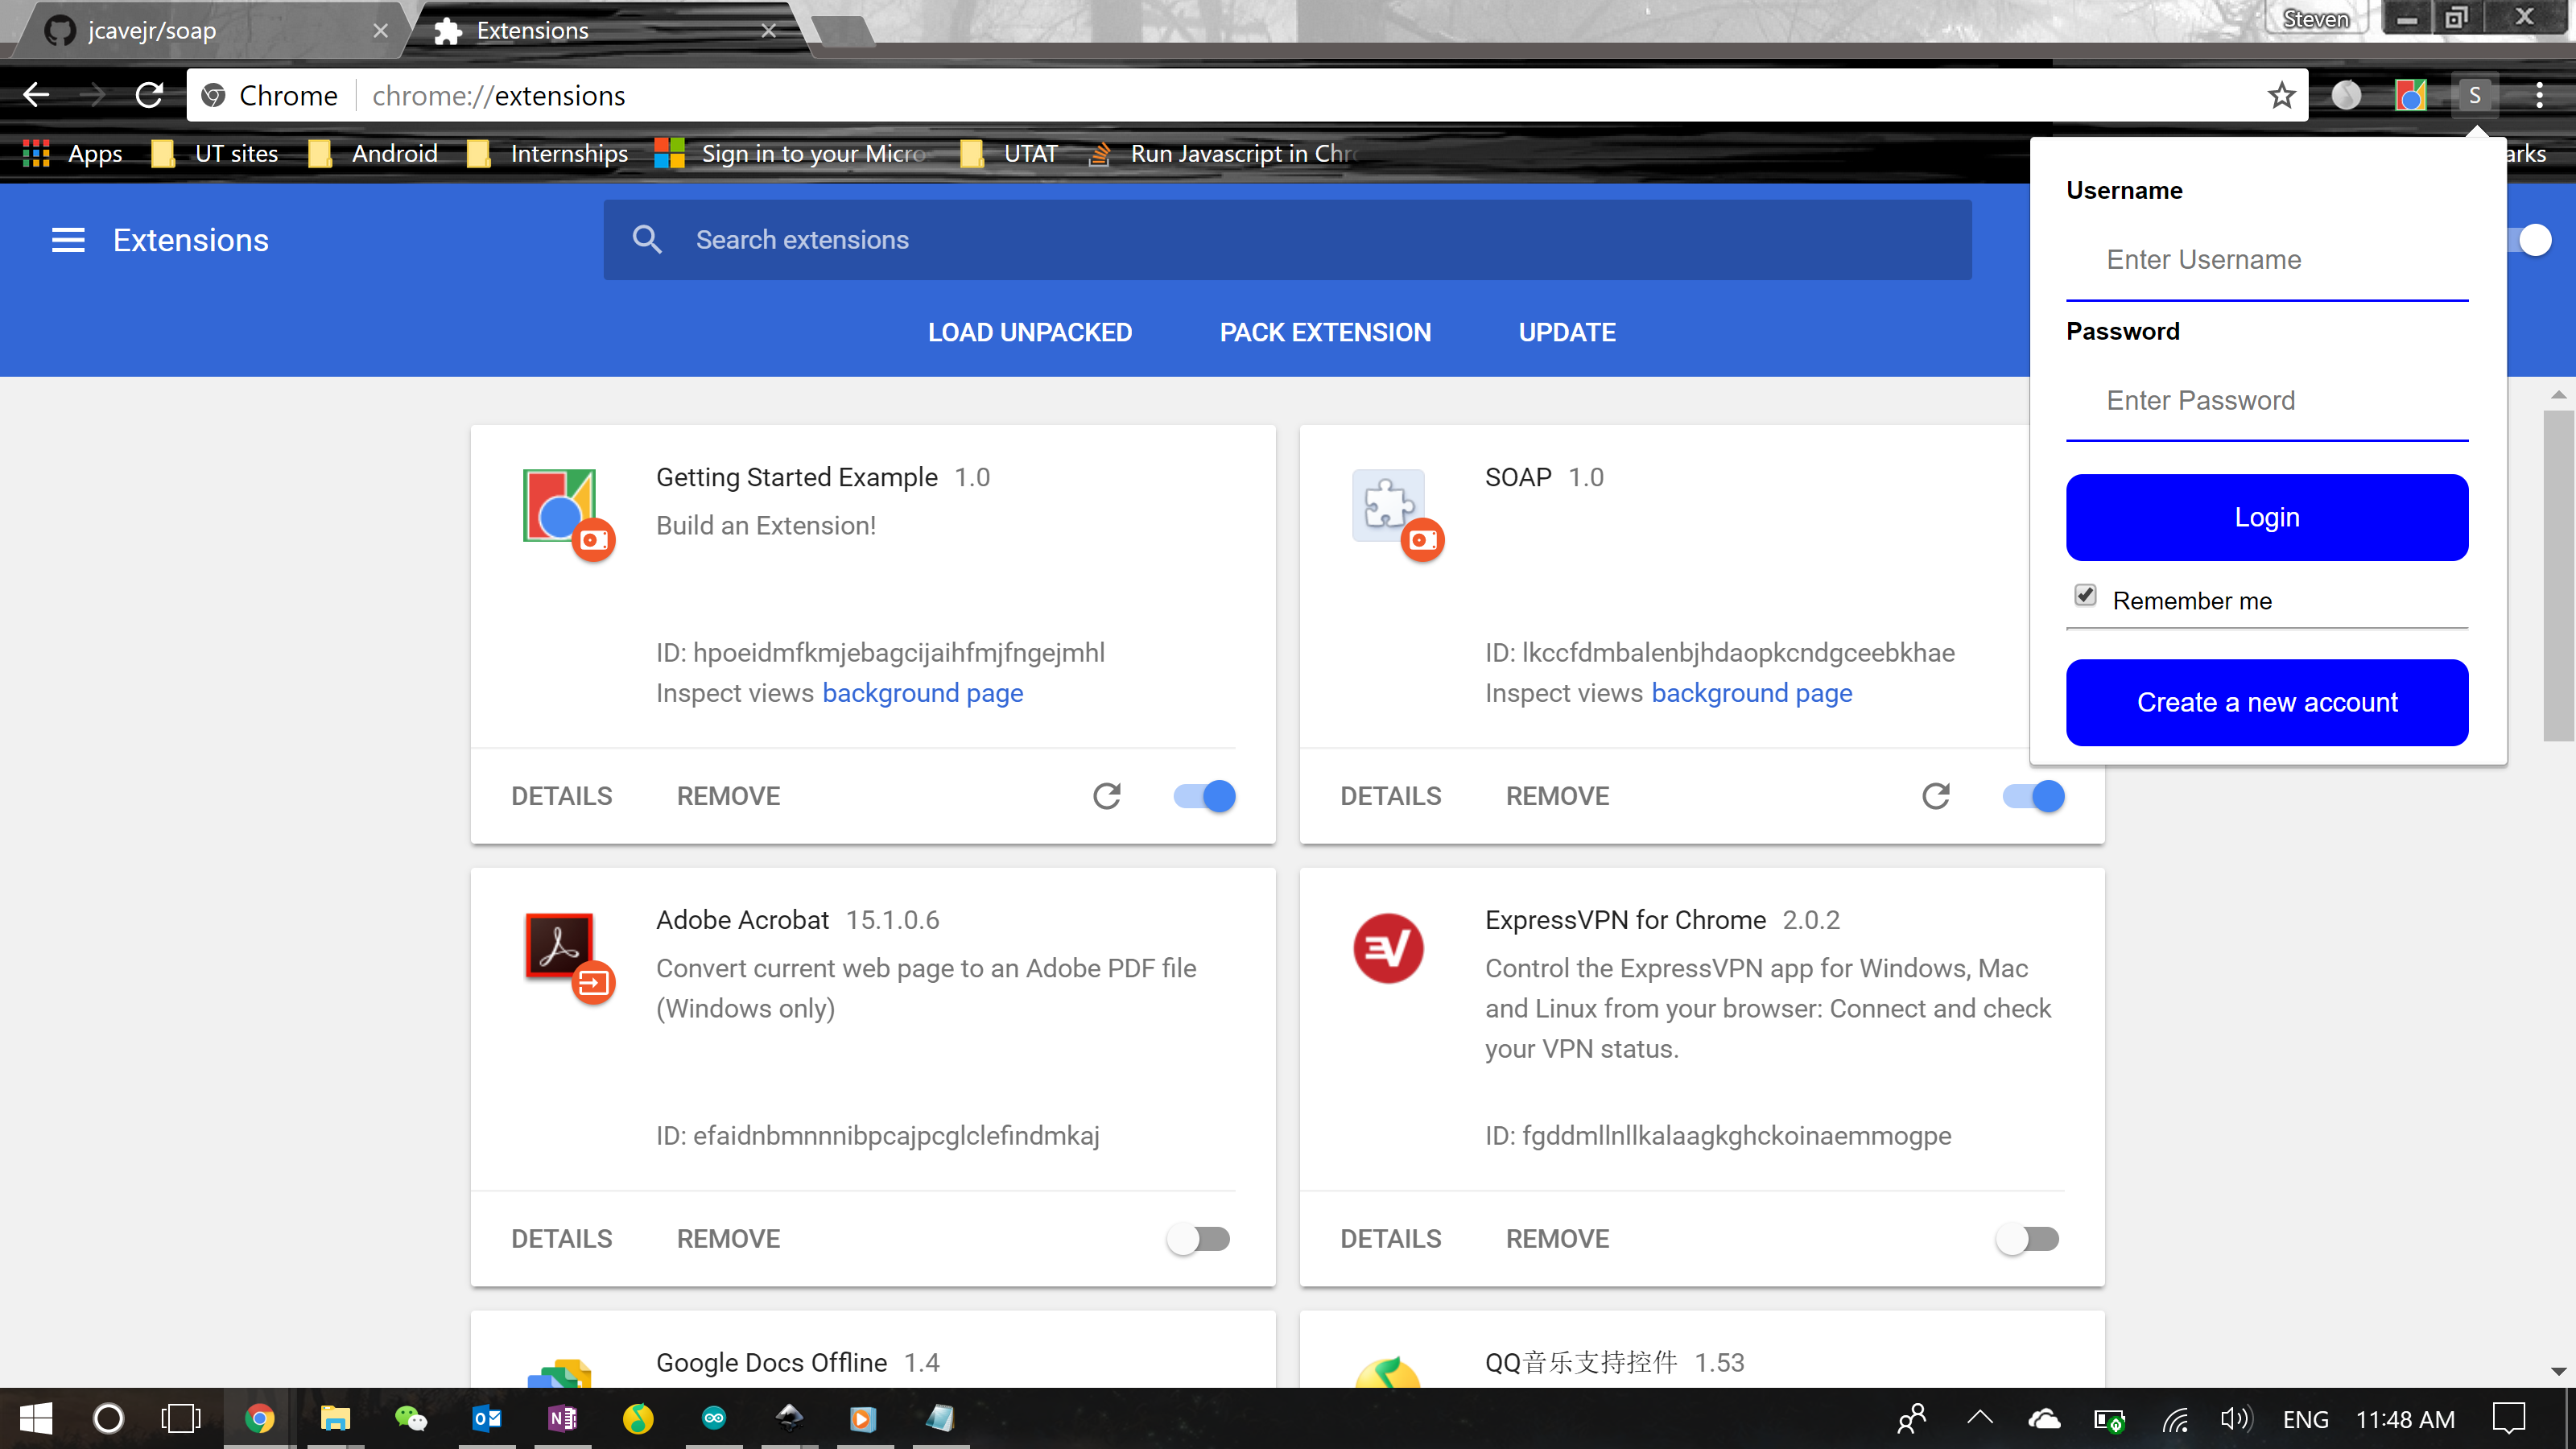 jcavejr/soap
Extensions
Steven
Chrome
chrome://extensions
S
Apps
UT sites
Android
Internships
Sign in to your Micro
UTAT
Run Javascript in Chr
arks
Extensions
Search extensions
LOAD UNPACKED
PACK EXTENSION
UPDATE
Username
Enter Username
Password
Enter Password
Login
Remember me
Create a new account
Getting Started Example 1.0
Build an Extension!
ID: hpoeidmfkmjebagcijaihfmjfngejmhl
Inspect views background page
DETAILS
REMOVE
SOAP 1.0
ID: lkccfdmbalenbjhdaopkcndgceebkhae
Inspect views background page
DETAILS
REMOVE
Adobe Acrobat 15.1.0.6
Convert current web page to an Adobe PDF file
(Windows only)
ID: efaidnbmnnnibpcajpcglclefindmkaj
DETAILS
REMOVE
ExpressVPN for Chrome 2.0.2
Control the ExpressVPN app for Windows, Mac
and Linux from your browser: Connect and check
your VPN status.
ID: fgddmllnllkalaagkghckoinaemmogpe
DETAILS
REMOVE
Google Docs Offline 1.4
QQ音乐支持控件 1.53
ENG
11:48 AM